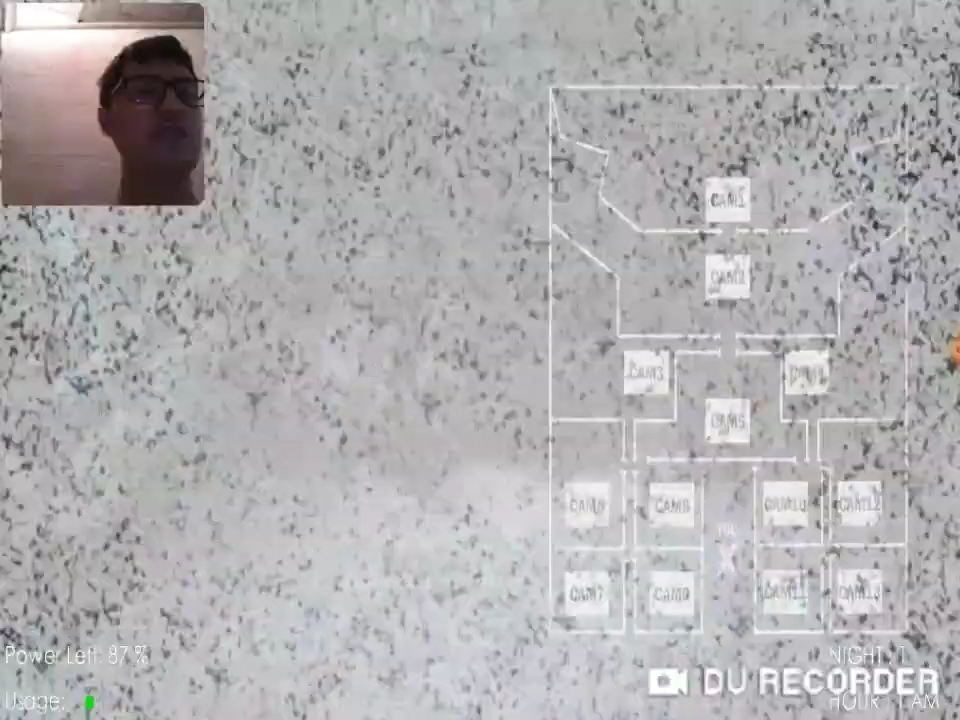 CAM1
CAM2
CAM3
CAM4
CAM5
CAM8
CAM10
CAM12
YOU
CAM7
CAM9
CAM11
CAM13
Power Left: 87 %
NIGHT: 1
DU RECORDER
Usage:
HOUR: 1 AM